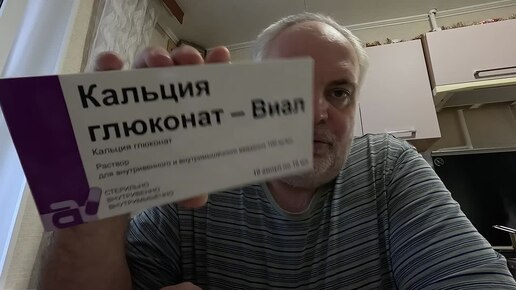 Кальция
глюконат – Виал
Кальция глюконат
Раствор
для внутривенного и внутримышечного введения 100 мг/мл
10 ампул по 10 мл
СТЕРИЛЬНО
ВНУТРИВЕННО
ВНУТРИМЫШЕЧНО